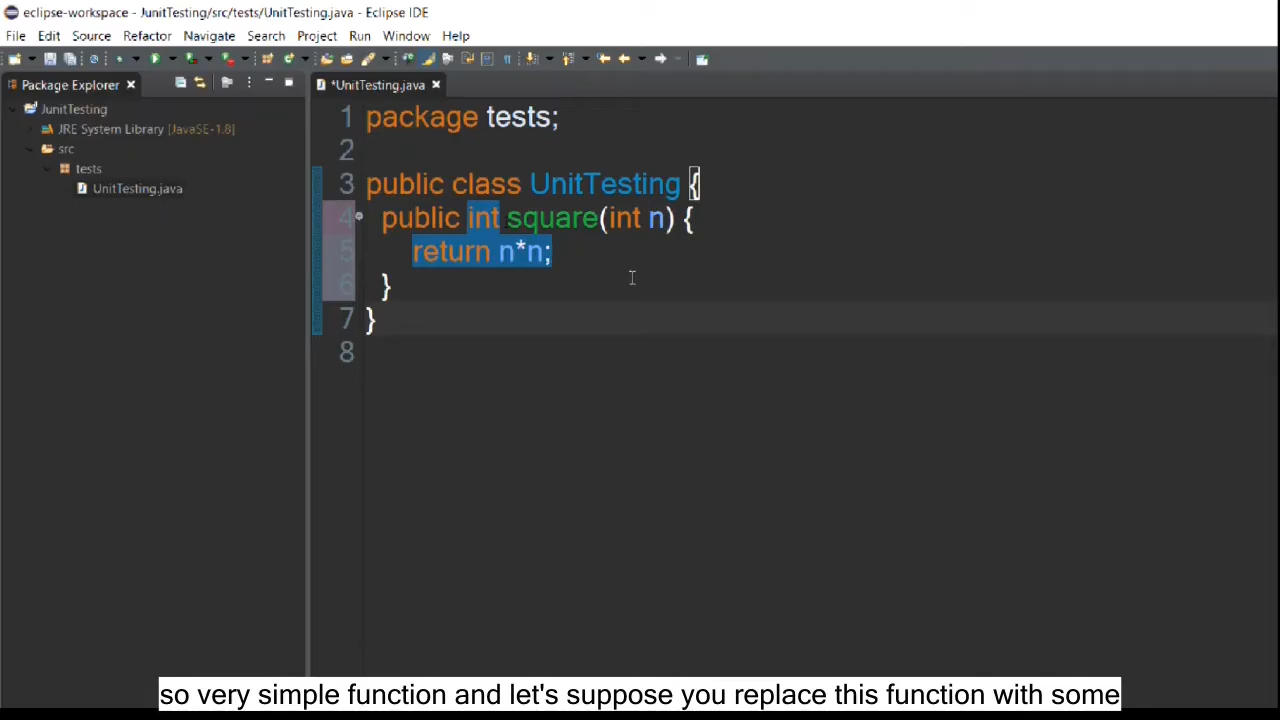 eclipse-workspace - JunitTesting/src/tests/UnitTesting.java - Eclipse IDE
File Edit Source Refactor Navigate Search Project Run Window Help
Package Explorer
*UnitTesting.java
JunitTesting
JRE System Library [JavaSE-1.8]
src
tests
UnitTesting.java
1 package tests;
2
3 public class UnitTesting {
4 public int square(int n) {
5 return n*n;
6 }
7 }
8
so very simple function and let's suppose you replace this function with some